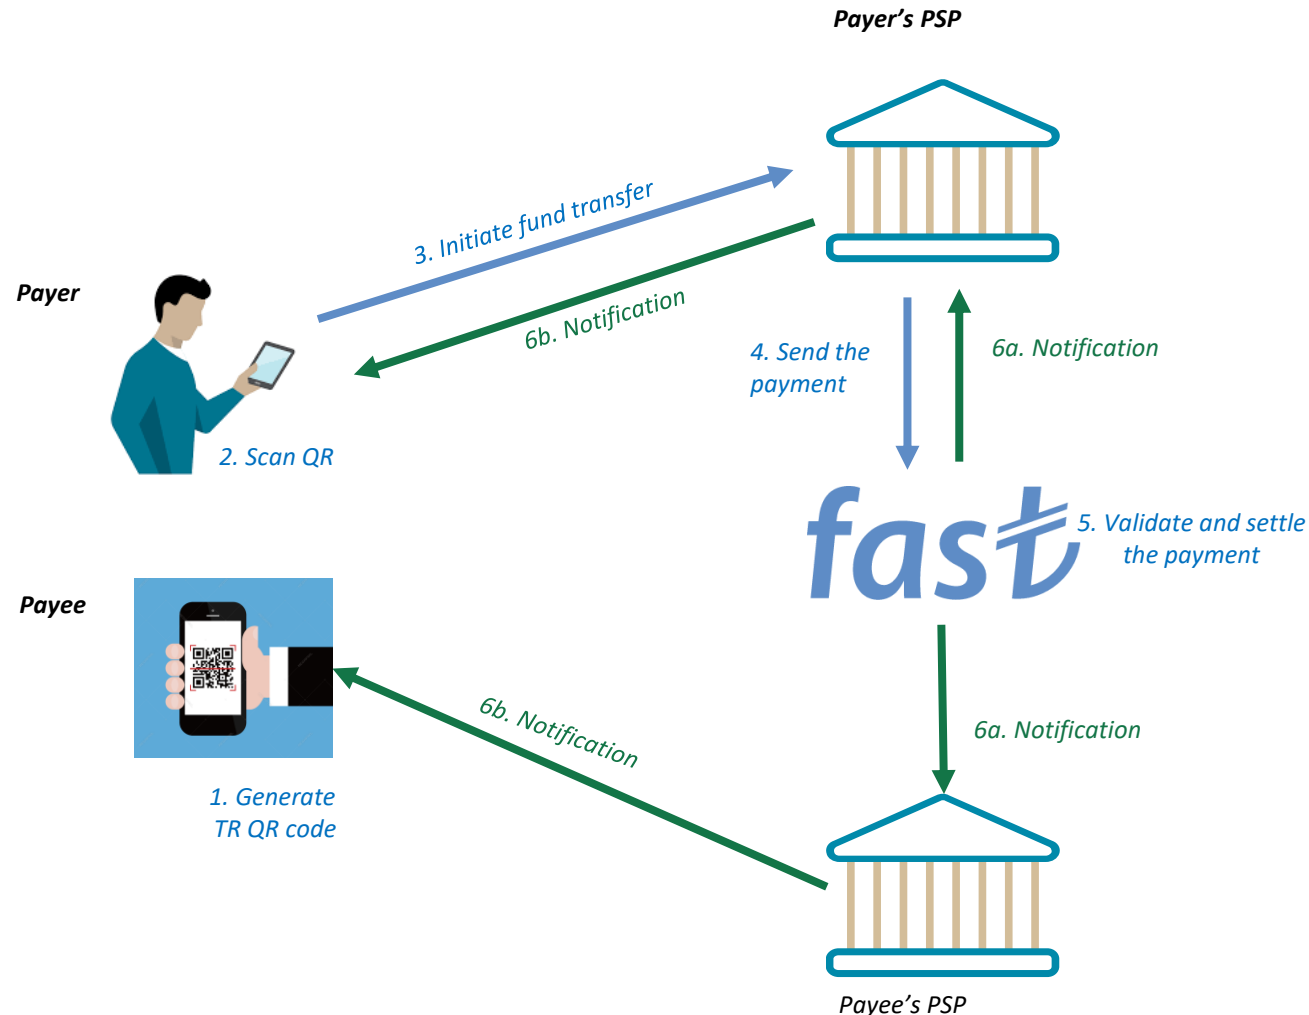 Payer’s PSP
3. Initiate fund transfer
Payer
6b. Notification
4. Send the
payment
6a. Notification
2. Scan QR
fast
5. Validate and settle
the payment
Payee
6b. Notification
6a. Notification
1. Generate
TR QR code
Payee’s PSP